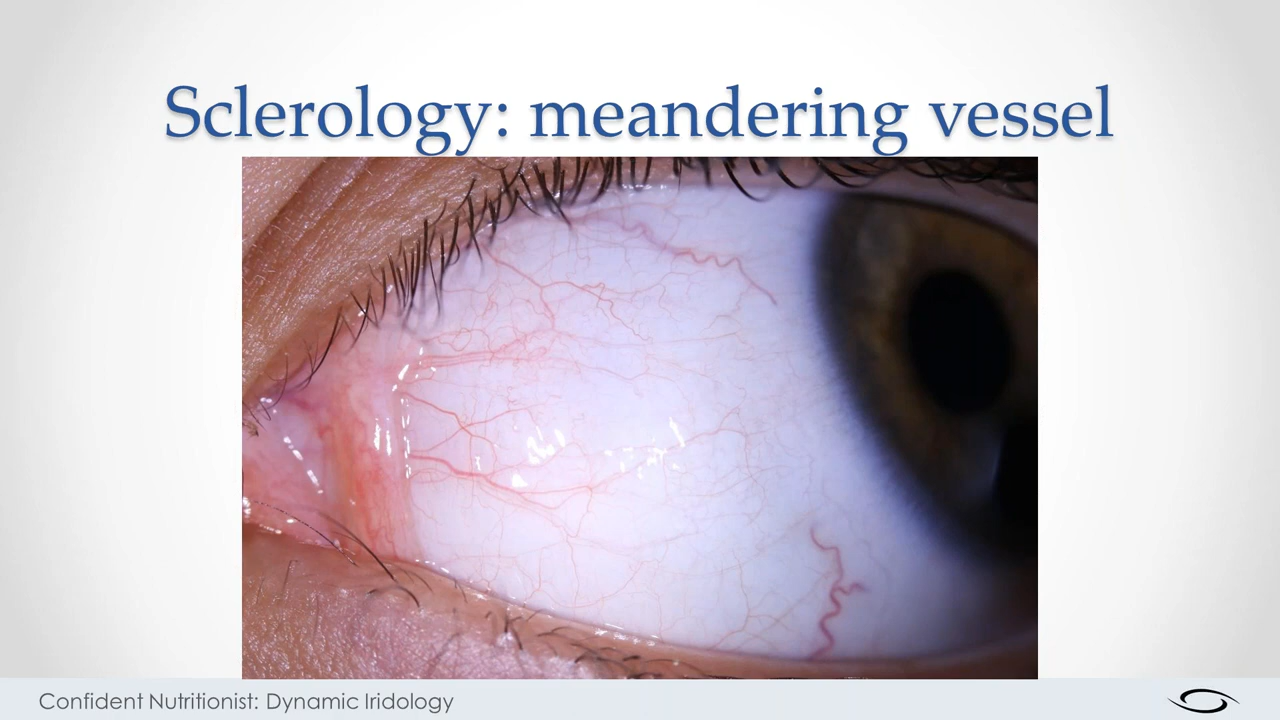 Sclerology: meandering vessel
Confident Nutritionist: Dynamic Iridology